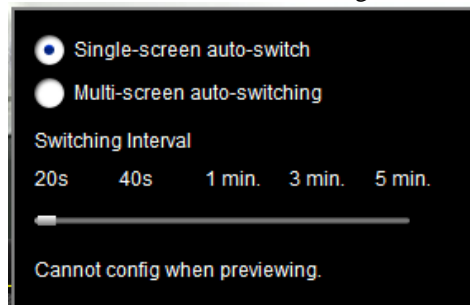 Single-screen auto-switch
Multi-screen auto-switching
Switching Interval
20s 40s 1 min. 3 min. 5 min.
Cannot config when previewing.